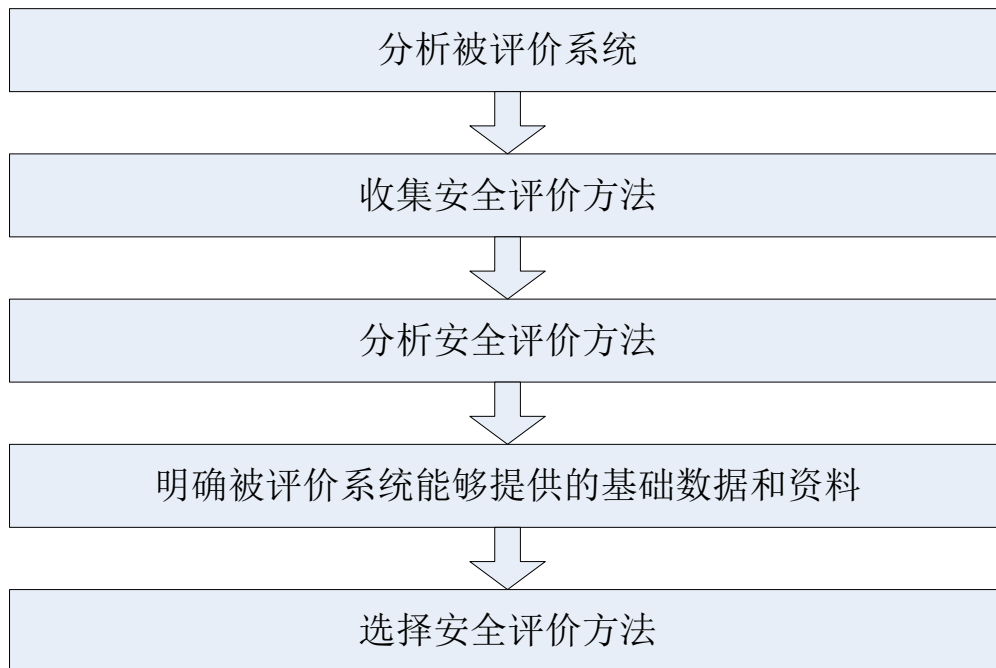 分析被评价系统
收集安全评价方法
分析安全评价方法
明确被评价系统能够提供的基础数据和资料
选择安全评价方法